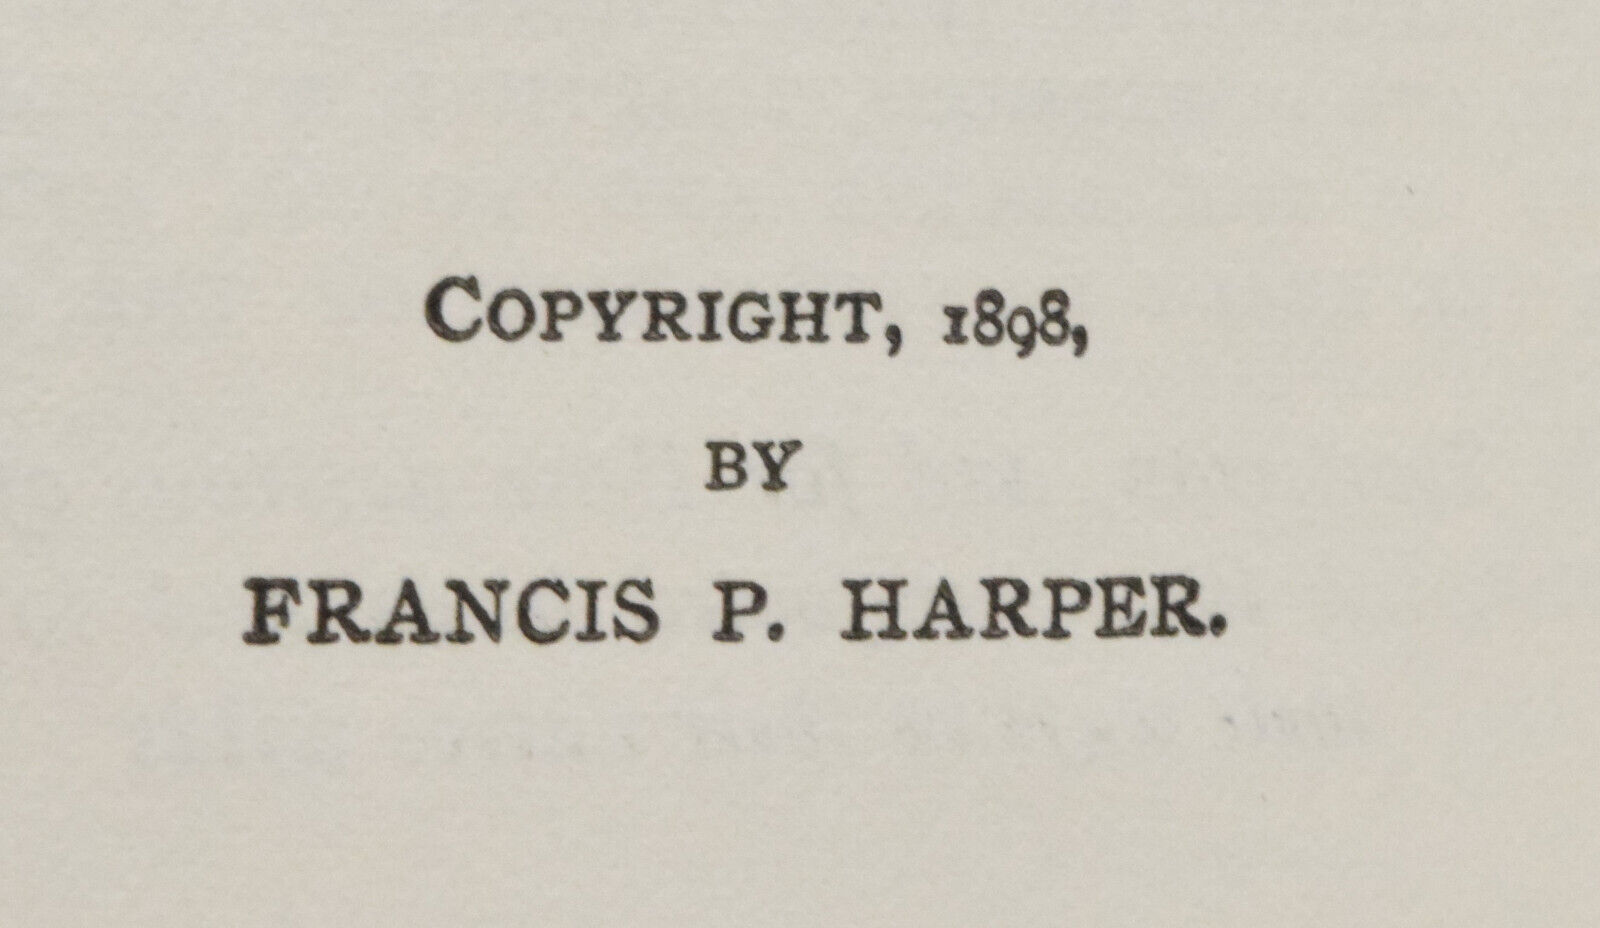 Copyright, 1898,
BY
FRANCIS P. HARPER.